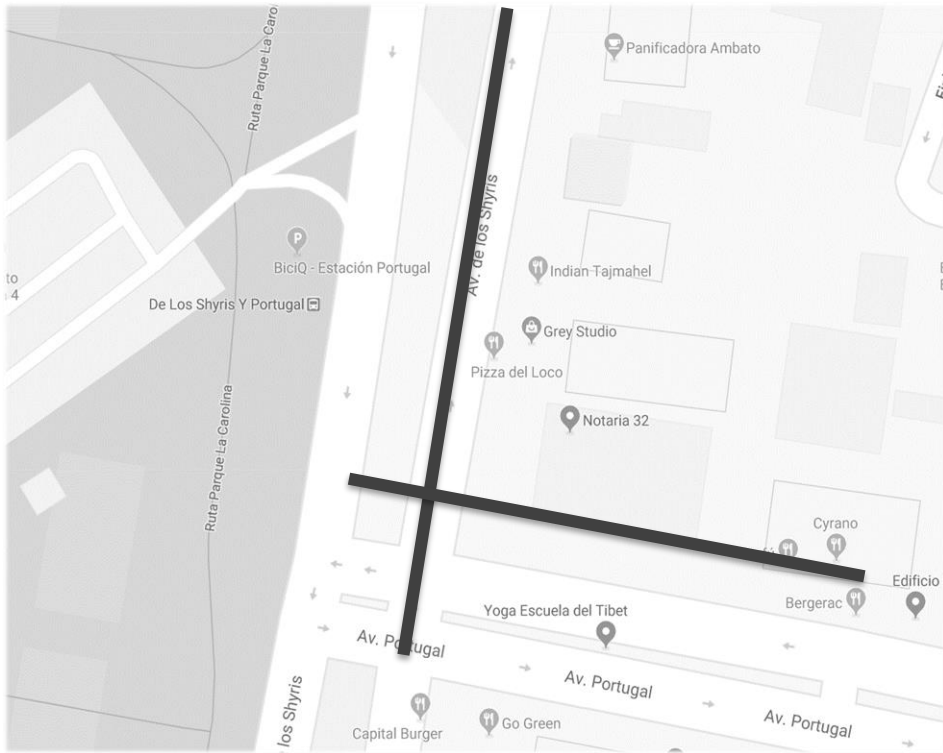 Ruta Parque La Caro
Panificadora Ambato
Av. de los Shyris
P
BiciQ - Estación Portugal
Indian Tajmahel
to
4
De Los Shyris Y Portugal
Grey Studio
Pizza del Loco
Ruta Parque La Carolina
Notaria 32
Cyrano
Edificio
Bergerac
Yoga Escuela del Tibet
Av. Portugal
Av. Portugal
Av. Portugal
los Shyris
Capital Burger
Go Green